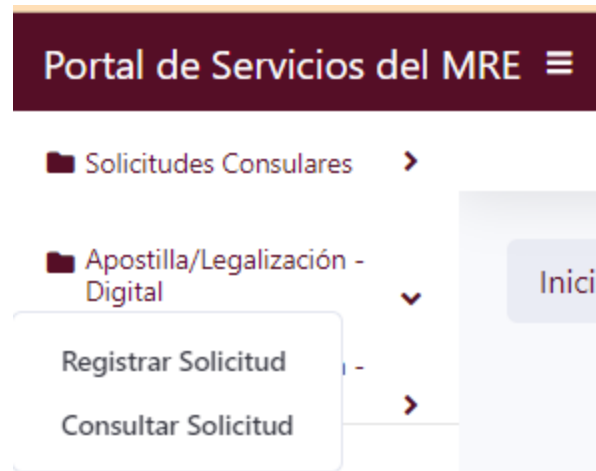 Portal de Servicios del MRE
Solicitudes Consulares
Apostilla/Legalización -
Digital
Inici
Registrar Solicitud
-
Consultar Solicitud